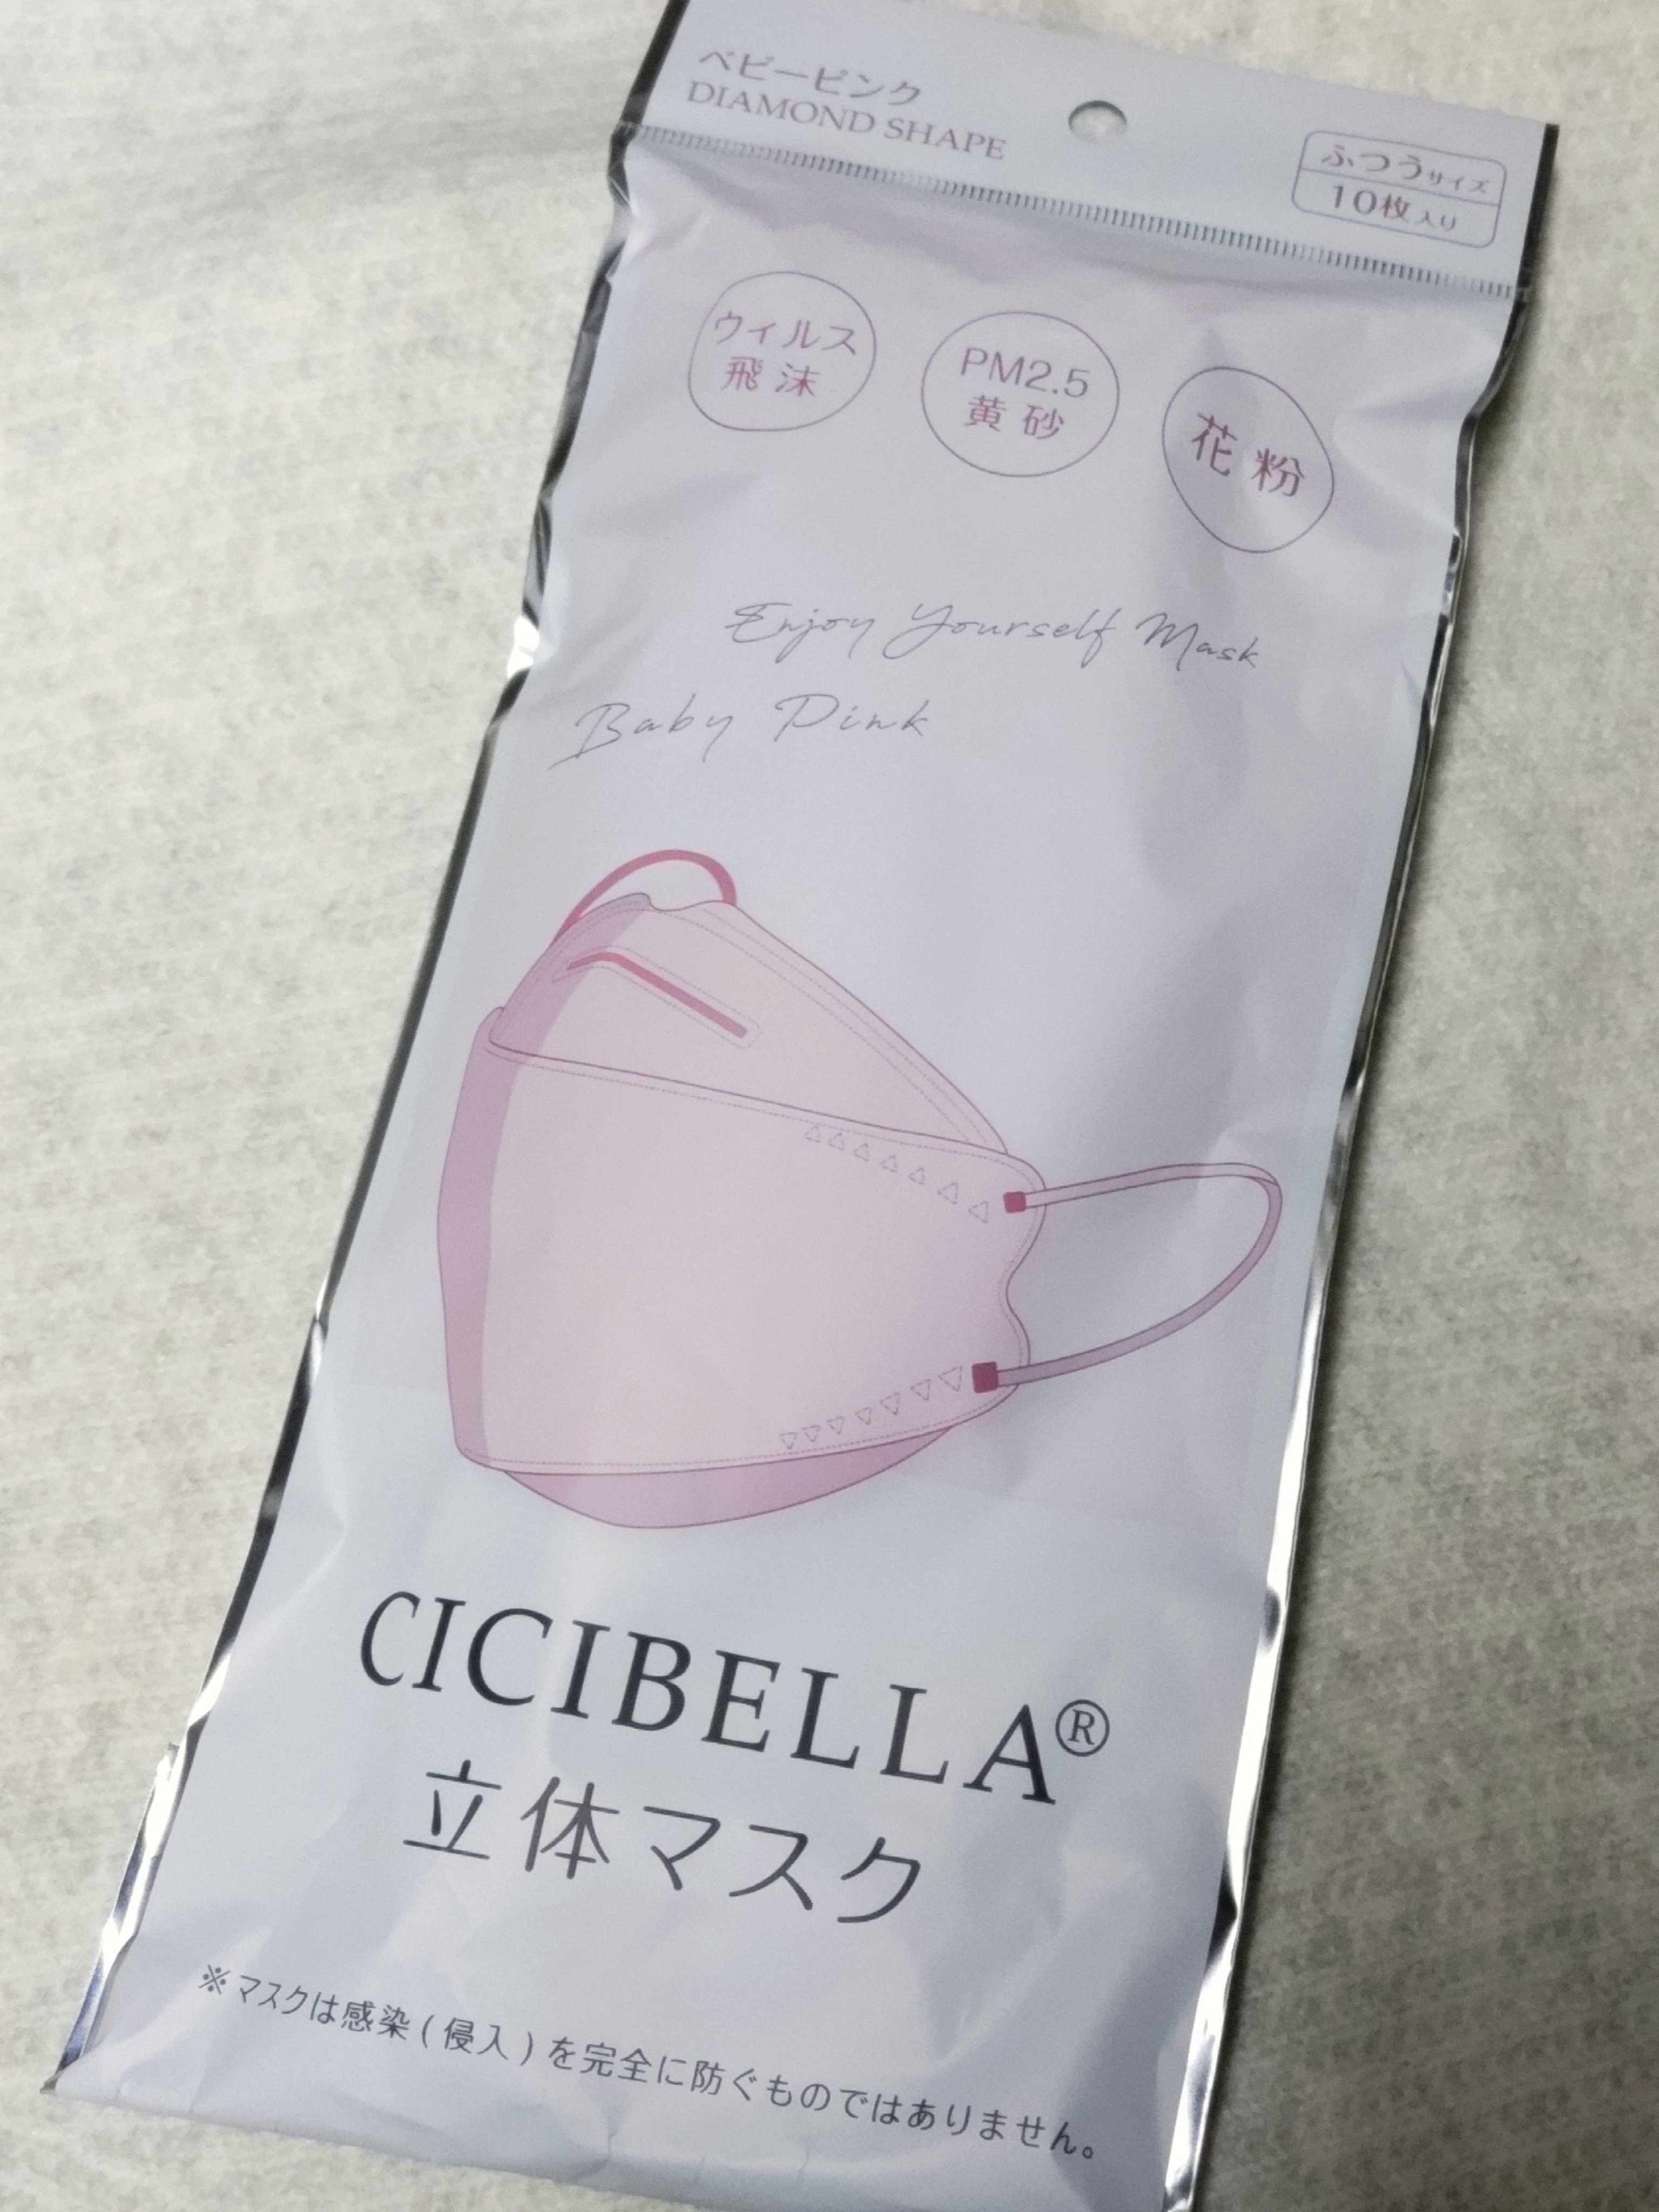 ベビーピンク
DIAMOND SHAPE
ふつうサイズ
10枚入り
ウィルス
飛沫
PM2.5
黄砂
花粉
Enjoy Yourself Mask
Baby Pink
CICIBELLA®
立体マスク
※マスクは感染(侵入)を完全に防ぐものではありません。